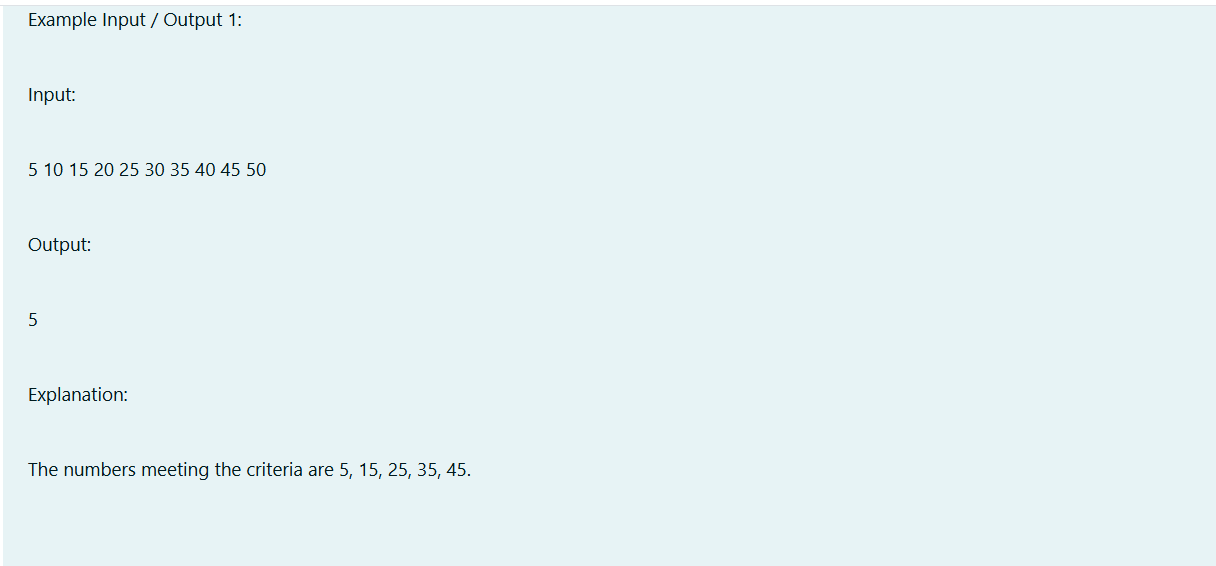 Example Input / Output 1:
Input:
5 10 15 20 25 30 35 40 45 50
Output:
5
Explanation:
The numbers meeting the criteria are 5, 15, 25, 35, 45.